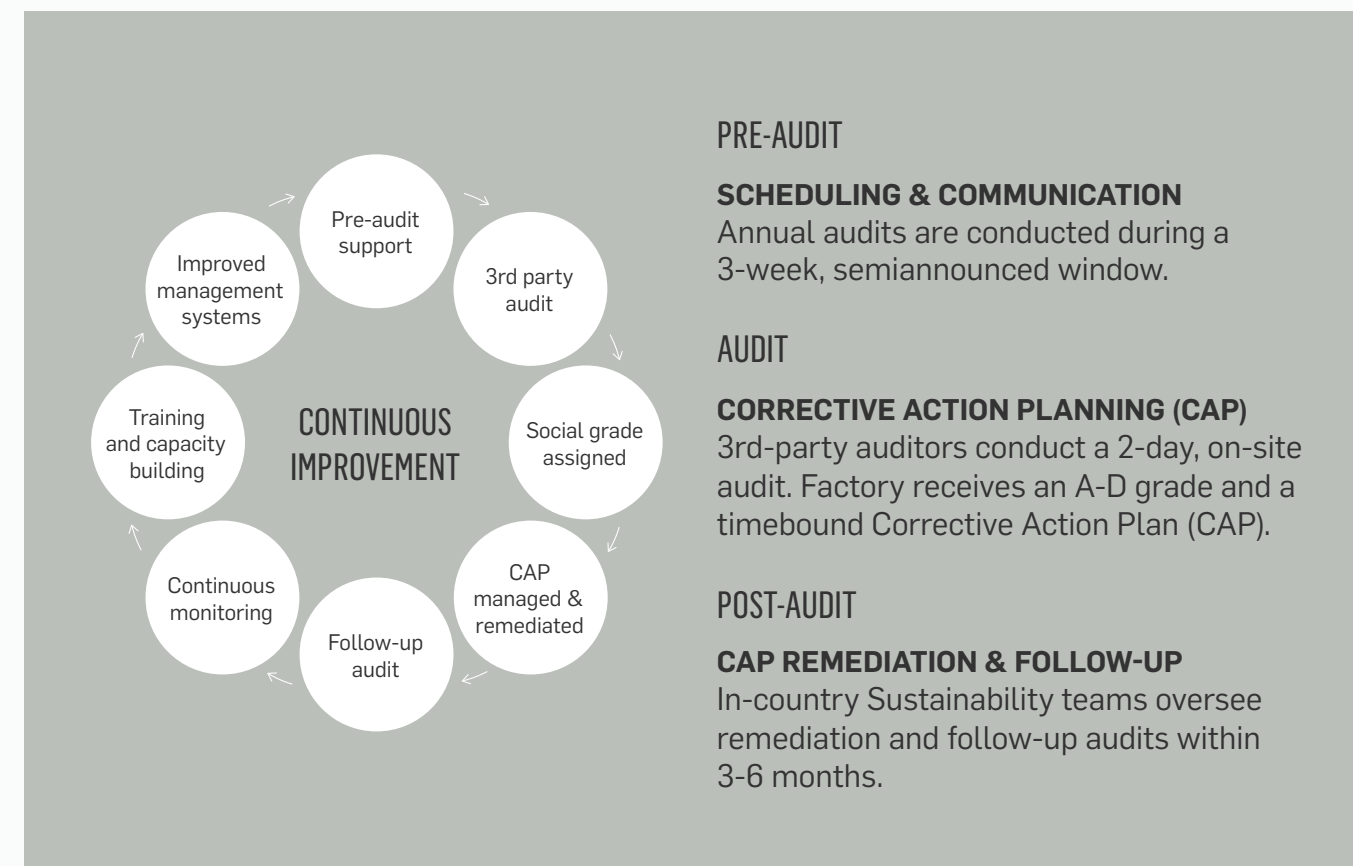 Pre-audit
support
3rd party
audit
Social grade
assigned
CAP
managed &
remediated
Follow-up
audit
Continuous
monitoring
Training
and capacity
building
Improved
management
systems
CONTINUOUS
IMPROVEMENT
PRE-AUDIT
SCHEDULING & COMMUNICATION
Annual audits are conducted during a
3-week, semiannounced window.
AUDIT
CORRECTIVE ACTION PLANNING (CAP)
3rd-party auditors conduct a 2-day, on-site
audit. Factory receives an A-D grade and a
timebound Corrective Action Plan (CAP).
POST-AUDIT
CAP REMEDIATION & FOLLOW-UP
In-country Sustainability teams oversee
remediation and follow-up audits within
3-6 months.